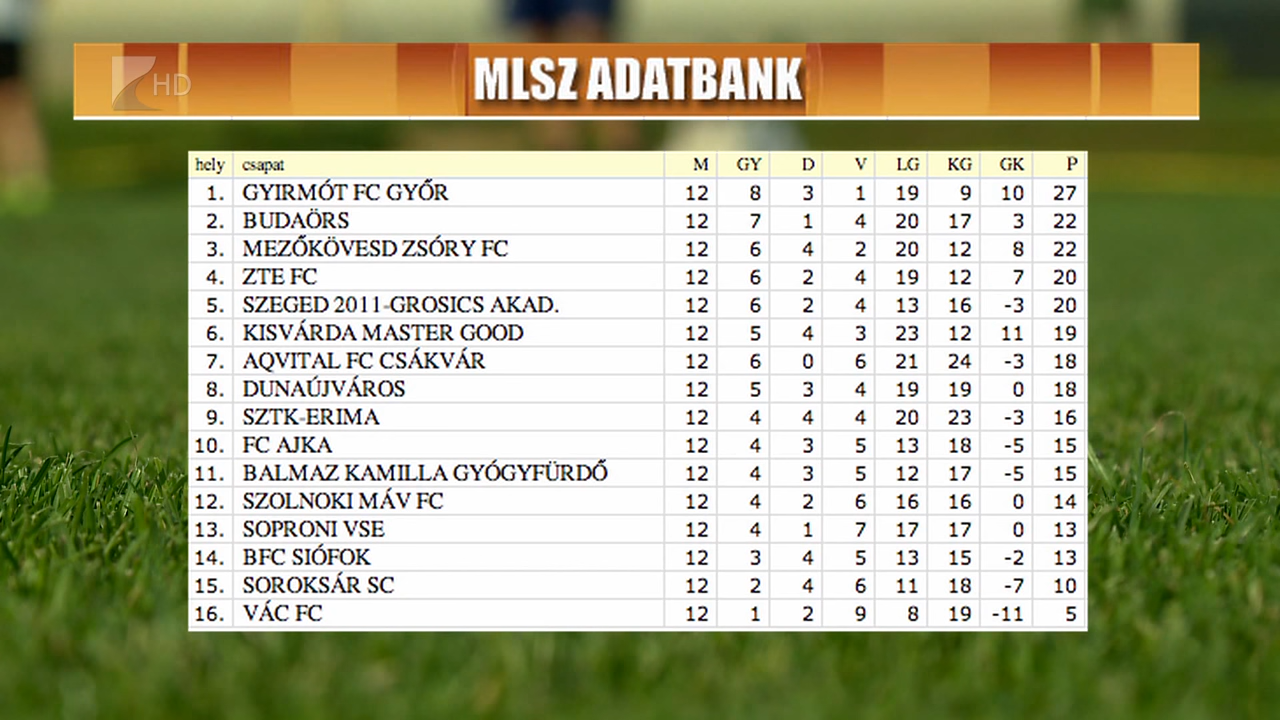 HD
MLSZ ADATBANK
hely csapat M GY D V LG KG GK P
1. GYIRMÓT FC GYŐR 12 8 3 1 19 9 10 27
2. BUDAÖRS 12 7 1 4 20 17 3 22
3. MEZŐKÖVESD ZSÓRY FC 12 6 4 2 20 12 8 22
4. ZTE FC 12 6 2 4 19 12 7 20
5. SZEGED 2011-GROSICS AKAD. 12 6 2 4 13 16 -3 20
6. KISVÁRDA MASTER GOOD 12 5 4 3 23 12 11 19
7. AQVITAL FC CSÁKVÁR 12 6 0 6 21 24 -3 18
8. DUNAÚJVÁROS 12 5 3 4 19 19 0 18
9. SZTK-ERIMA 12 4 4 4 20 23 -3 16
10. FC AJKA 12 4 3 5 13 18 -5 15
11. BALMAZ KAMILLA GYÓGYFÜRDŐ 12 4 3 5 12 17 -5 15
12. SZOLNOKI MÁV FC 12 4 2 6 16 16 0 14
13. SOPRONI VSE 12 4 1 7 17 17 0 13
14. BFC SIÓFOK 12 3 4 5 13 15 -2 13
15. SOROKSÁR SC 12 2 4 6 11 18 -7 10
16. VÁC FC 12 1 2 9 8 19 -11 5